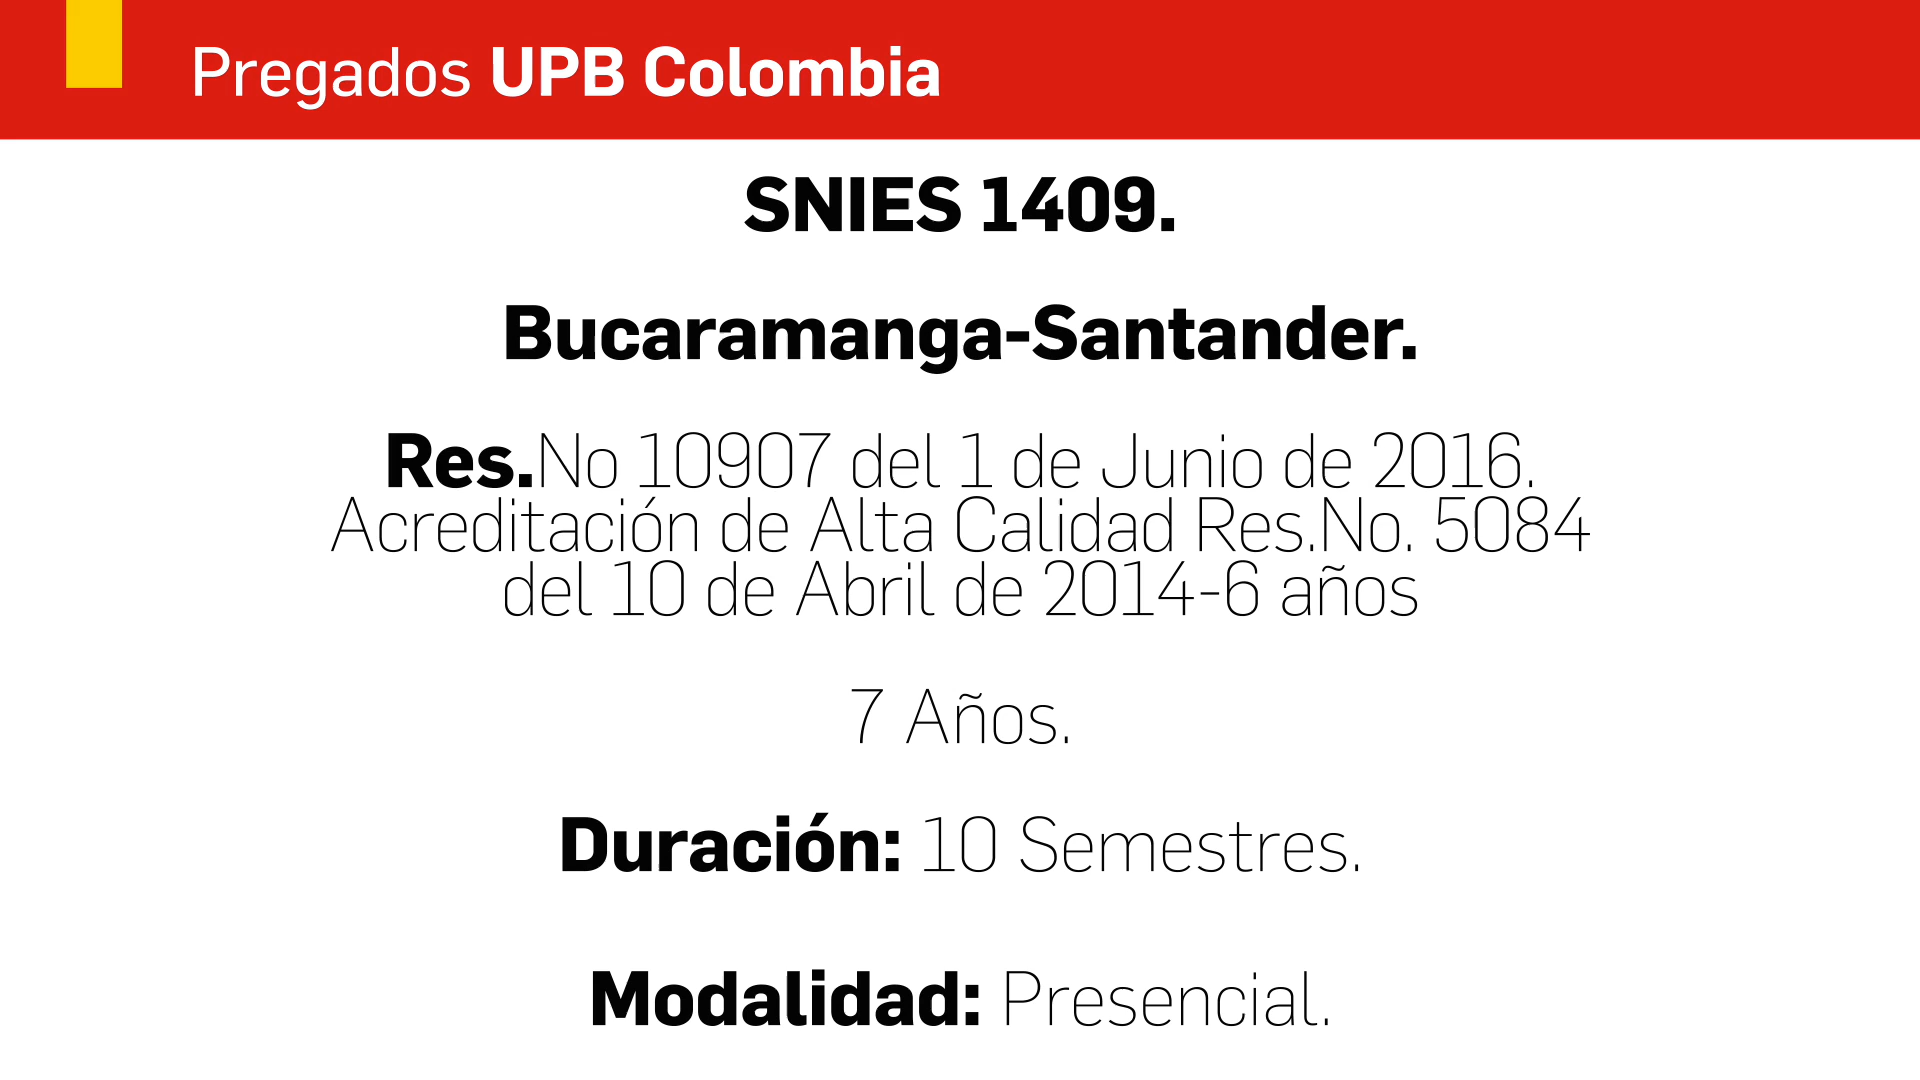 Pregados UPB Colombia
SNIES 1409.
Bucaramanga-Santander.
Res.No 10907 del 1 de Junio de 2016.
Acreditación de Alta Calidad Res.No. 5084
del 10 de Abril de 2014-6 años
7 Años.
Duración: 10 Semestres.
Modalidad: Presencial.